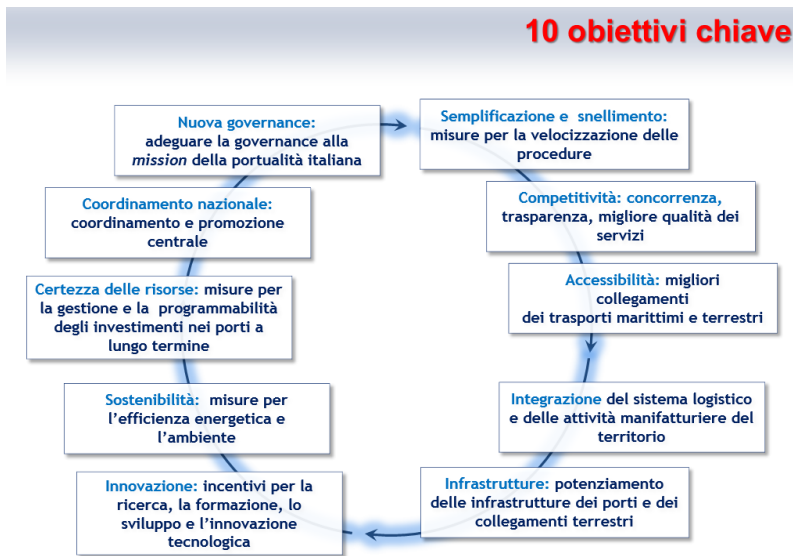 10 obiettivi chiave
Nuova governance:
adeguare la governance alla
mission della portualità italiana
Semplificazione e snellimento:
misure per la velocizzazione delle
procedure
Competitività: concorrenza,
trasparenza, migliore qualità dei
servizi
Accessibilità: migliori
collegamenti
dei trasporti marittimi e terrestri
Integrazione del sistema logistico
e delle attività manifatturiere del
territorio
Infrastrutture: potenziamento
delle infrastrutture dei porti e dei
collegamenti terrestri
Innovazione: incentivi per la
ricerca, la formazione, lo
sviluppo e l’innovazione
tecnologica
Sostenibilità: misure per
l’efficienza energetica e
l’ambiente
Certezza delle risorse: misure per
la gestione e la programmabilità
degli investimenti nei porti a
lungo termine
Coordinamento nazionale:
coordinamento e promozione
centrale